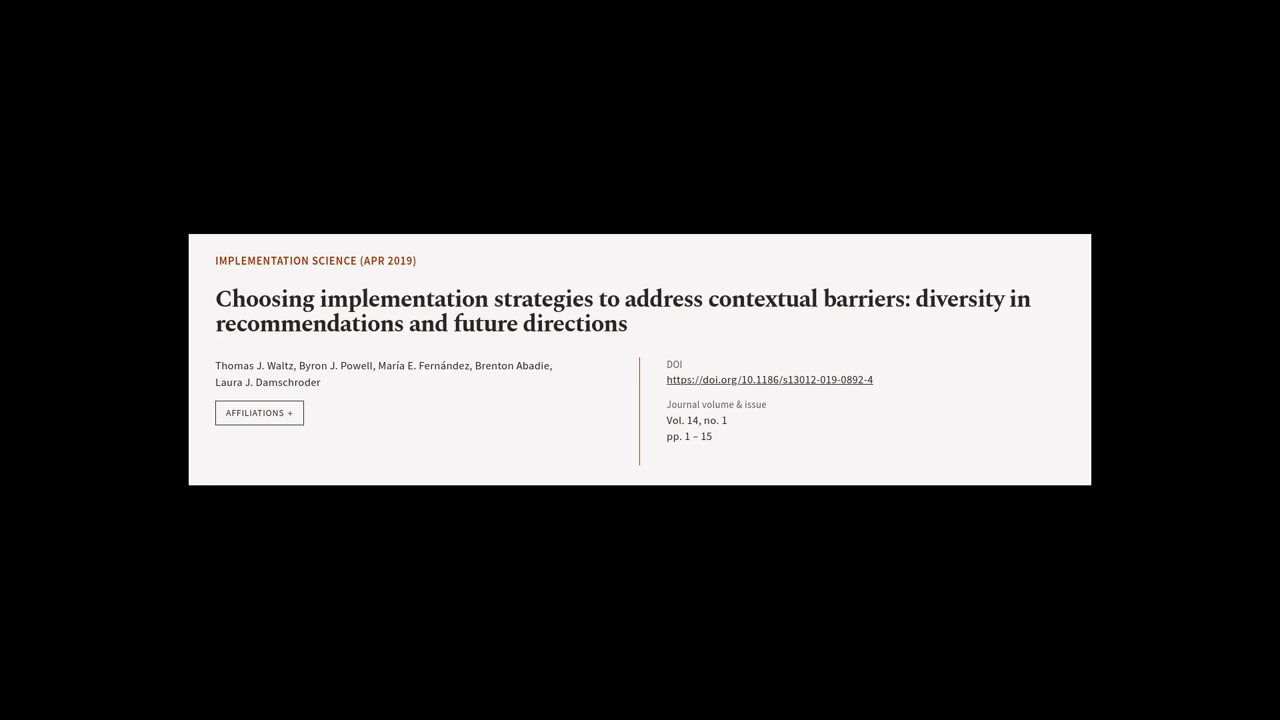 IMPLEMENTATION SCIENCE (APR 2019)
Choosing implementation strategies to address contextual barriers: diversity in
recommendations and future directions
Thomas J. Waltz, Byron J. Powell, María E. Fernández, Brenton Abadie,
Laura J. Damschroder
AFFILIATIONS +
DOI
https://doi.org/10.1186/s13012-019-0892-4
Journal volume & issue
Vol. 14, no. 1
pp. 1 – 15